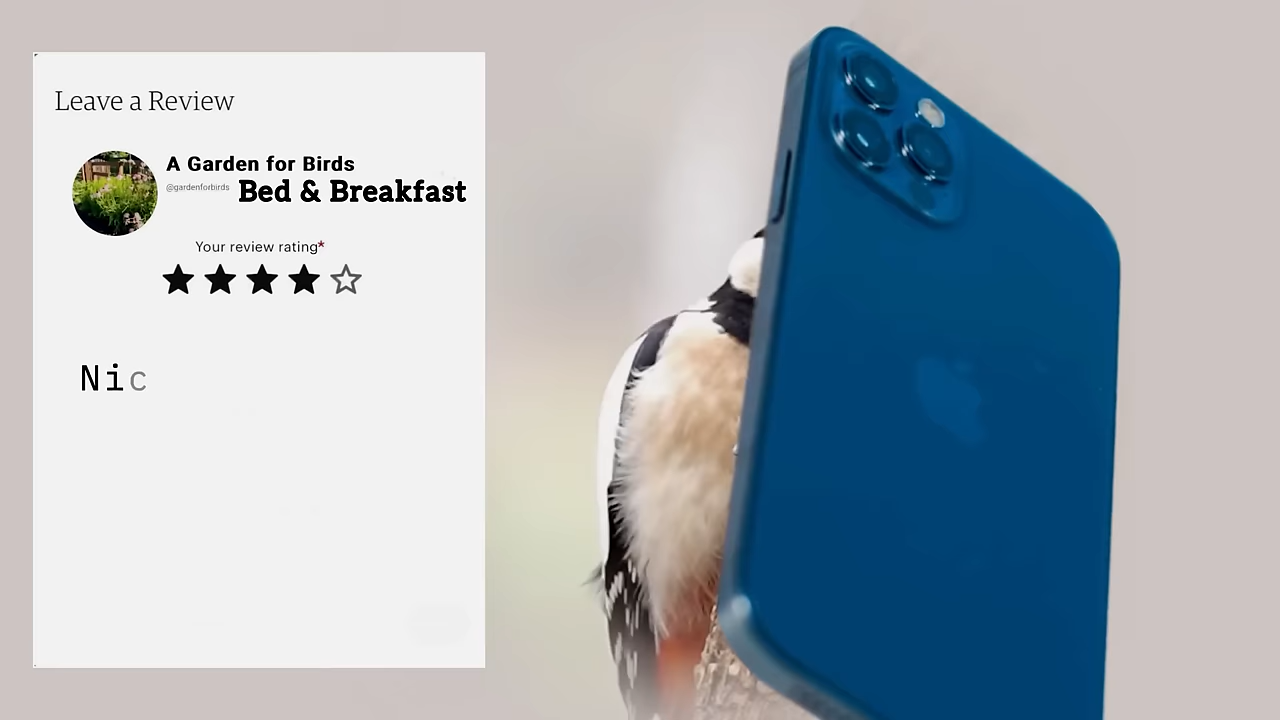 Leave a Review
A Garden for Birds
@gardenforbirds Bed & Breakfast
Your review rating*
Nic